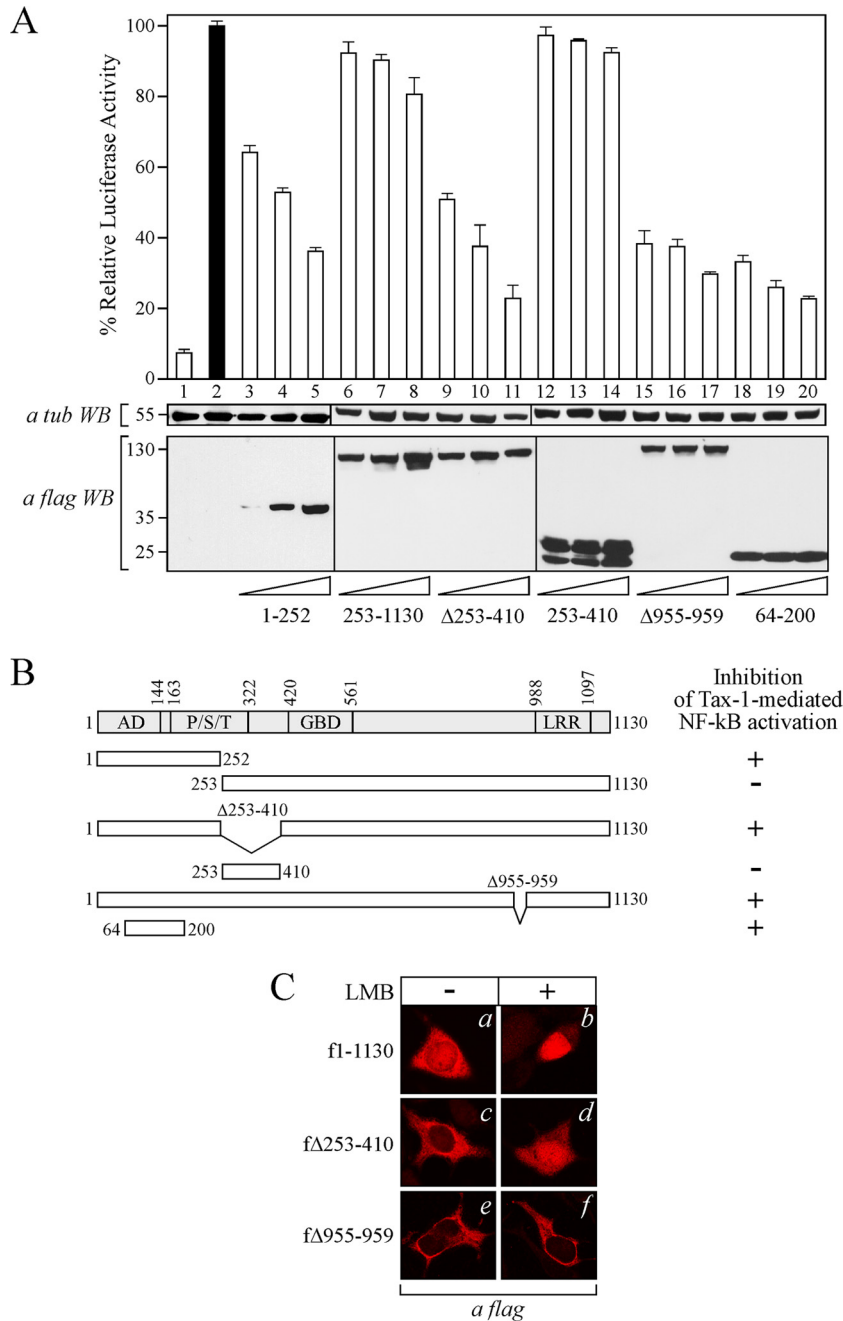 A
% Relative Luciferase Activity
100
80
60
40
20
0
1 2 3 4 5 6 7 8 9 10 11 12 13 14 15 16 17 18 19 20
a tub WB
55
a flag WB
130
35
25
1-252 253-1130 Δ253-410 253-410 Δ955-959 64-200
B
Inhibition
of Tax-1-mediated
NF-kB activation
144 163 322 420 561 988 1097
1 AD P/S/T GBD LRR 1130
1 252 +
253 1130 -
Δ253-410
1 1130 +
253 410 -
Δ955-959
1 1130 +
64 200 +
C
LMB - +
f1-1130 a b
fΔ253-410 c d
fΔ955-959 e f
a flag